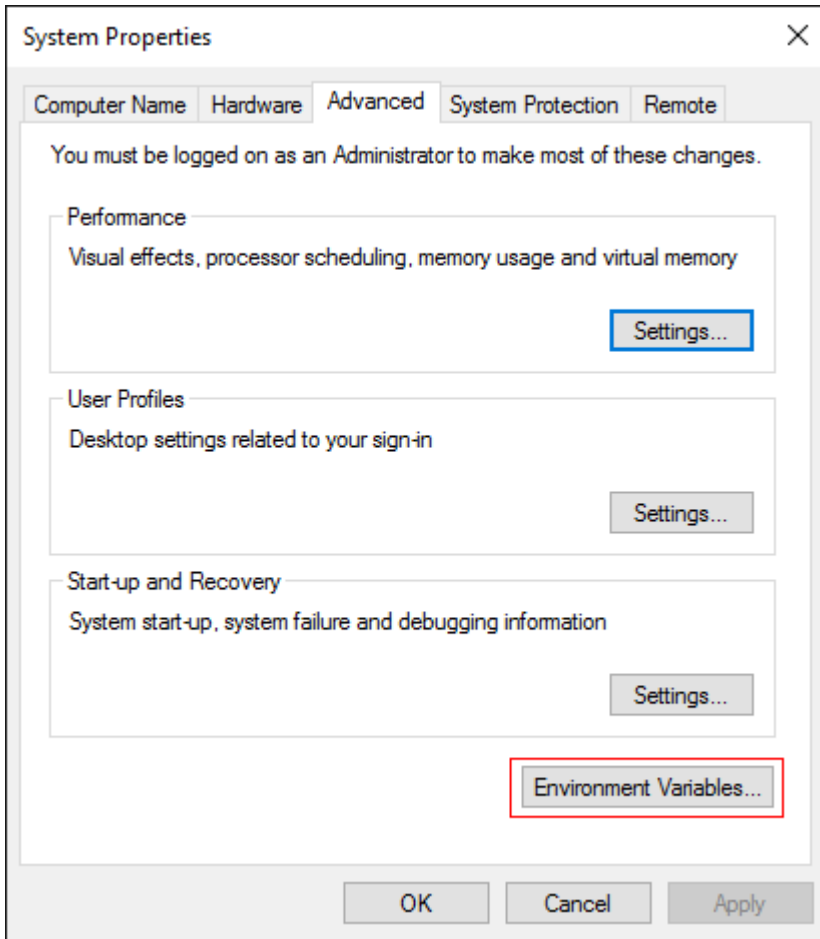 System Properties
Computer Name Hardware Advanced System Protection Remote
You must be logged on as an Administrator to make most of these changes.
Performance
Visual effects, processor scheduling, memory usage and virtual memory
Settings...
User Profiles
Desktop settings related to your sign-in
Settings...
Start-up and Recovery
System start-up, system failure and debugging information
Settings...
Environment Variables...
OK Cancel Apply